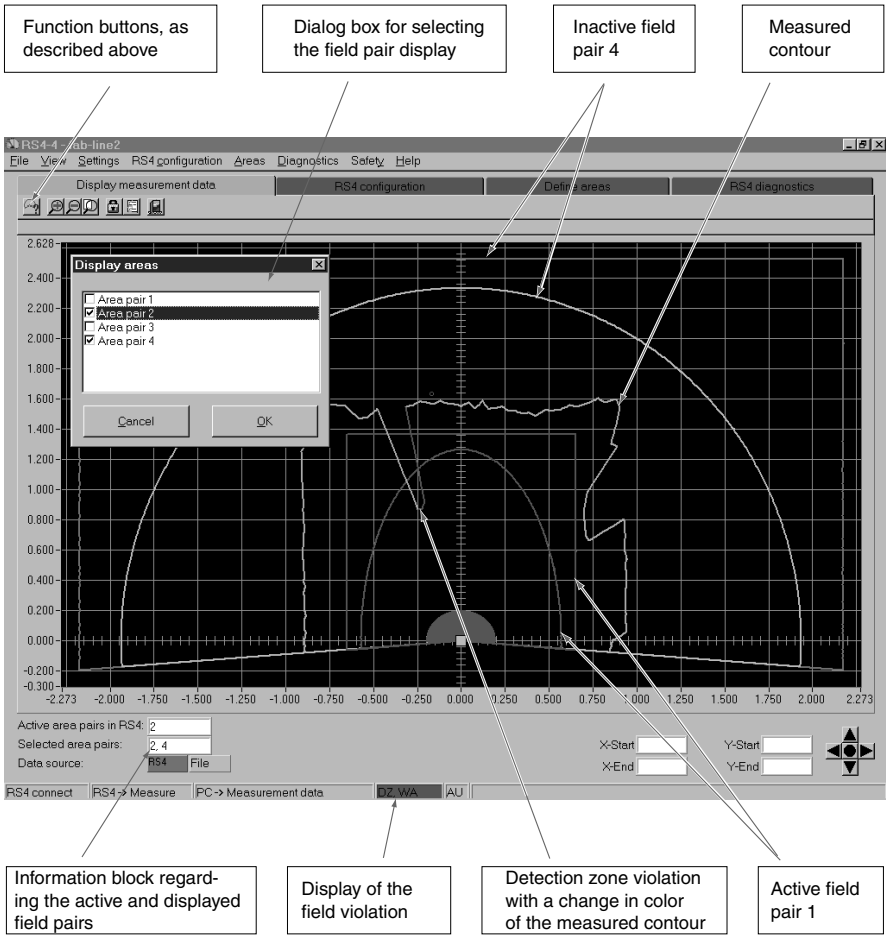 Function buttons, as
described above
Dialog box for selecting
the field pair display
Inactive field
pair 4
Measured
contour
RS4-4 - lab-line2
File View Settings RS4 configuration Areas Diagnostics Safety Help
Display measurement data RS4 configuration Define areas RS4 diagnostics
2.628
Display areas
2.400
Area pair 1
2.200
Area pair 2
Area pair 3
2.000
Area pair 4
1.800
1.600
1.400
Cancel OK
1.200
1.000
0.800
0.600
0.400
0.200
0.000
-0.200
-0.300
-2.273 -2.000 -1.750 -1.500 -1.250 -1.000 -0.750 -0.500 -0.250 0.000 0.250 0.500 0.750 1.000 1.250 1.500 1.750 2.000 2.273
Active area pairs in RS4: 2
Selected area pairs: 2, 4
X-Start Y-Start
Data source: RS4 File
X-End Y-End
RS4 connect RS4 -> Measure PC -> Measurement data DZ, WA AU
Information block regard-
ing the active and displayed
field pairs
Display of the
field violation
Detection zone violation
with a change in color
of the measured contour
Active field
pair 1